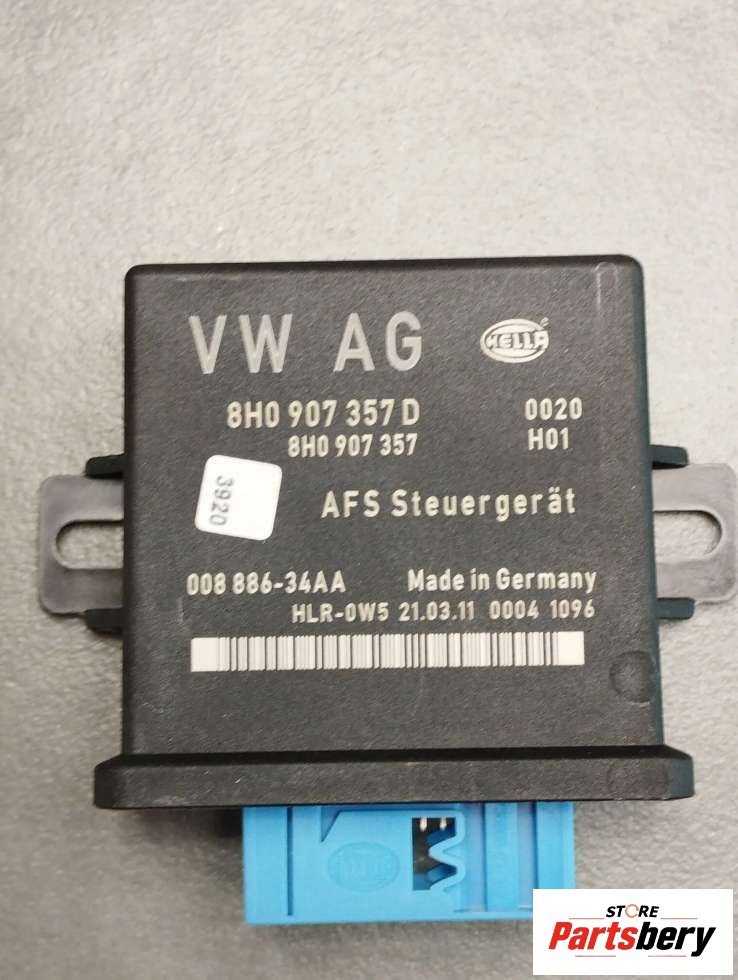 VW AG HELLA ®
8H0 907 357 D 0020
8H0 907 357 H01
3920
AFS Steuergerät
008 886-34AA Made in Germany
HLR-0W5 21.03.11 0004 1096
HELLA
STORE
Partsbery